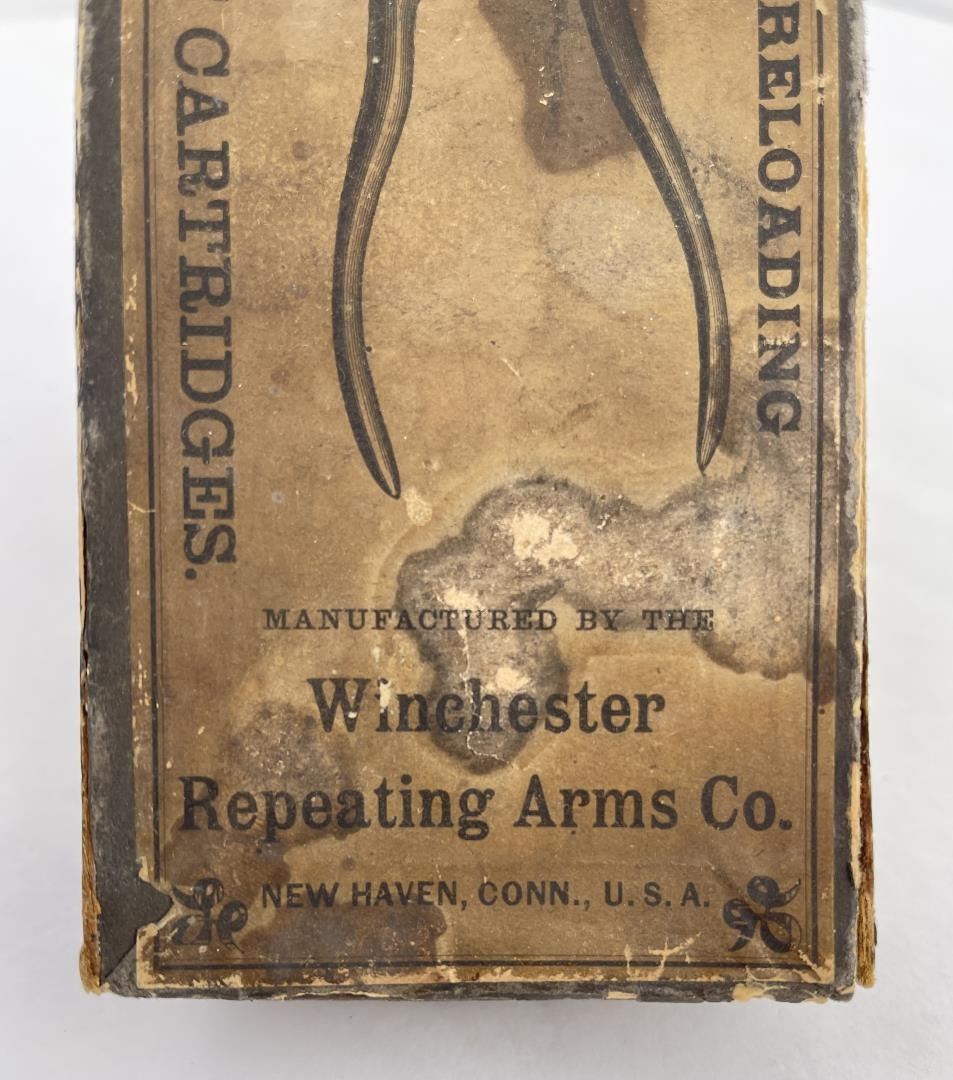 CARTRIDGES.
RELOADING
MANUFACTURED BY THE
Winchester
Repeating Arms Co.
NEW HAVEN, CONN., U. S. A.